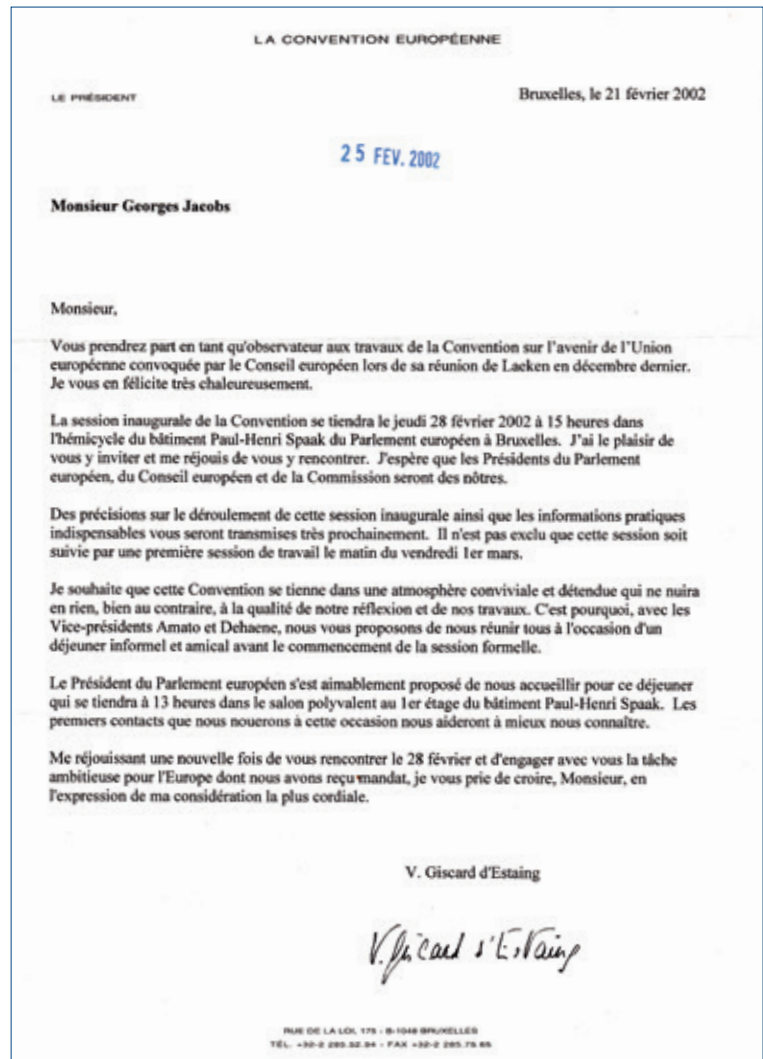 LA CONVENTION EUROPÉENNE
LE PRÉSIDENT
Bruxelles, le 21 février 2002
25 FEV. 2002
Monsieur Georges Jacobs
Monsieur,
Vous prendrez part en tant qu'observateur aux travaux de la Convention sur l'avenir de l'Union
européenne convoquée par le Conseil européen lors de sa réunion de Laeken en décembre dernier.
Je vous en félicite très chaleureusement.
La session inaugurale de la Convention se tiendra le jeudi 28 février 2002 à 15 heures dans
l'hémicycle du bâtiment Paul-Henri Spaak du Parlement européen à Bruxelles. J'ai le plaisir de
vous y inviter et me réjouis de vous y rencontrer. J'espère que les Présidents du Parlement
européen, du Conseil européen et de la Commission seront des nôtres.
Des précisions sur le déroulement de cette session inaugurale ainsi que les informations pratiques
indispensables vous seront transmises très prochainement. Il n'est pas exclu que cette session soit
suivie par une première session de travail le matin du vendredi 1er mars.
Je souhaite que cette Convention se tienne dans une atmosphère conviviale et détendue qui ne nuira
en rien, bien au contraire, à la qualité de notre réflexion et de nos travaux. C'est pourquoi, avec les
Vice-présidents Amato et Dehaene, nous vous proposons de nous réunir tous à l'occasion d'un
déjeuner informel et amical avant le commencement de la session formelle.
Le Président du Parlement européen s'est aimablement proposé de nous accueillir pour ce déjeuner
qui se tiendra à 13 heures dans le salon polyvalent au 1er étage du bâtiment Paul-Henri Spaak. Les
premiers contacts que nous nouerons à cette occasion nous aideront à mieux nous connaître.
Me réjouissant une nouvelle fois de vous rencontrer le 28 février et d'engager avec vous la tâche
ambitieuse pour l'Europe dont nous avons reçu mandat, je vous prie de croire, Monsieur, en
l'expression de ma considération la plus cordiale.
V. Giscard d'Estaing
V. Giscard d'Estaing
RUE DE LA LOI, 175 - B-1048 BRUXELLES
TÉL. +32-2 285.52.94 - FAX +32-2 285.75.65